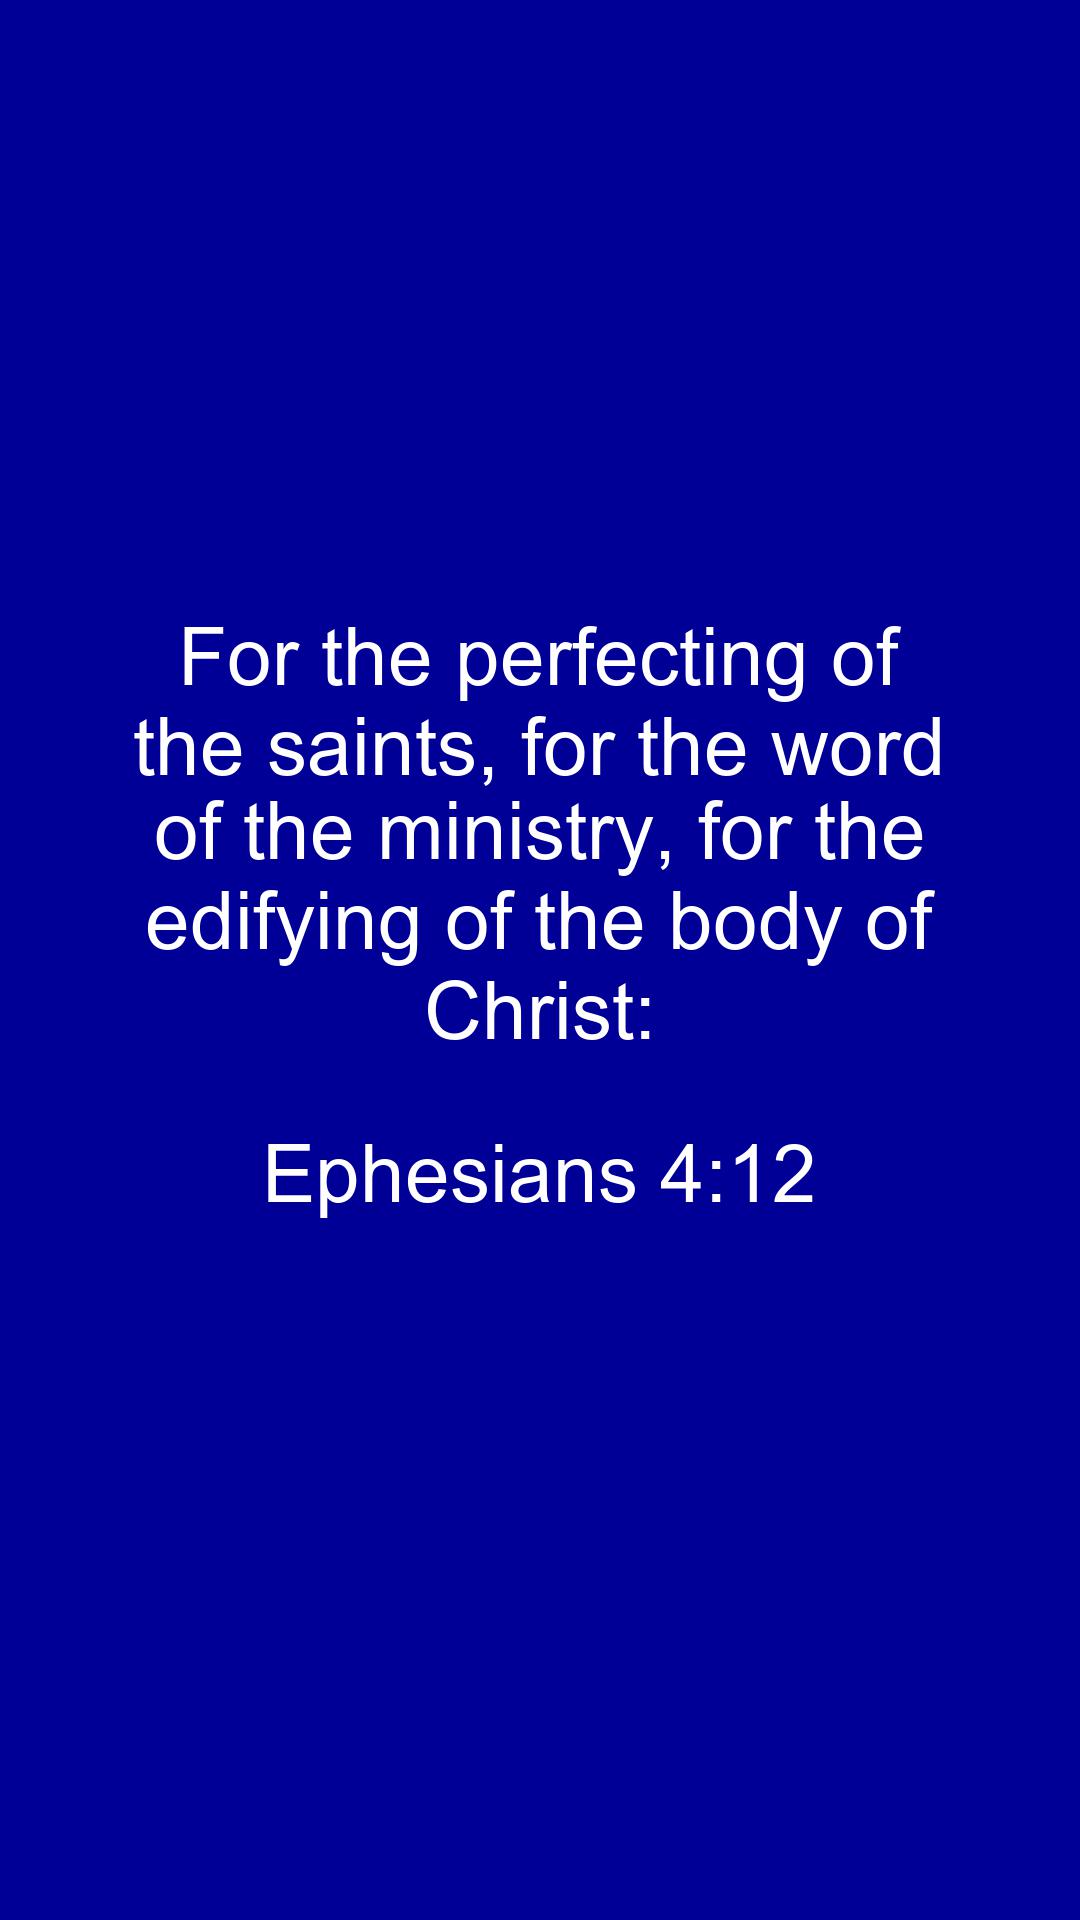 For the perfecting of
the saints, for the word
of the ministry, for the
edifying of the body of
Christ:
Ephesians 4:12